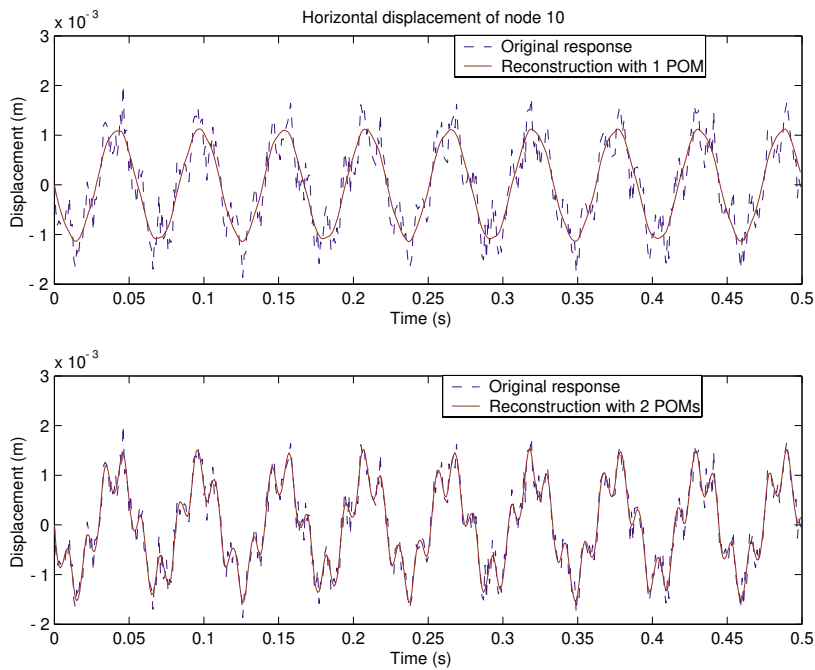 Horizontal displacement of node 10
x 10⁻³
3
2
1
0
- 1
- 2
Displacement (m)
Original response
Reconstruction with 1 POM
0 0.05 0.1 0.15 0.2 0.25 0.3 0.35 0.4 0.45 0.5
Time (s)
x 10⁻³
3
2
1
0
- 1
- 2
Displacement (m)
Original response
Reconstruction with 2 POMs
0 0.05 0.1 0.15 0.2 0.25 0.3 0.35 0.4 0.45 0.5
Time (s)